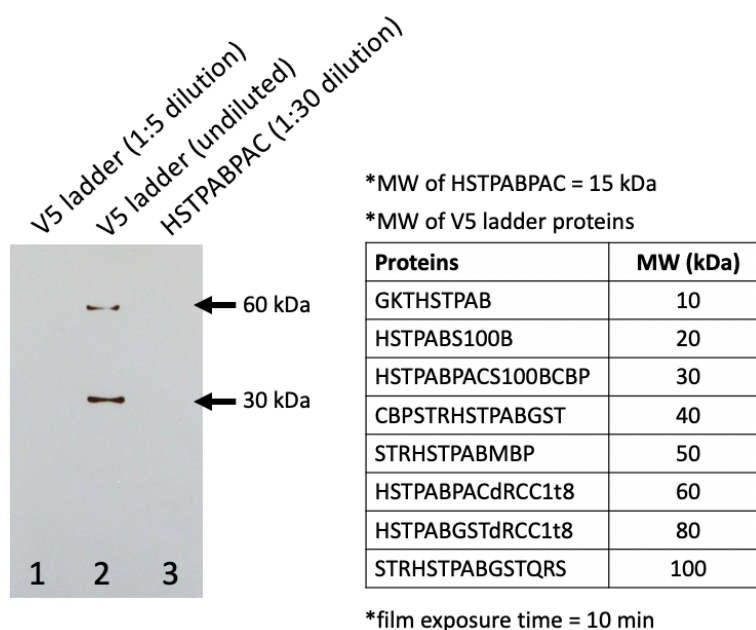 V5 ladder (1:5 dilution)
V5 ladder (undiluted)
HSTPABPAC (1:30 dilution)
60 kDa
30 kDa
1 2 3
*MW of HSTPABPAC = 15 kDa
*MW of V5 ladder proteins
Proteins MW (kDa)
GKTHSTPAB 10
HSTPABS100B 20
HSTPABPACS100BCBP 30
CBPSTRHSTPABGST 40
STRHSTPABMBP 50
HSTPABPACdRCC1t8 60
HSTPABGSTdRCC1t8 80
STRHSTPABGSTQRS 100
*film exposure time = 10 min